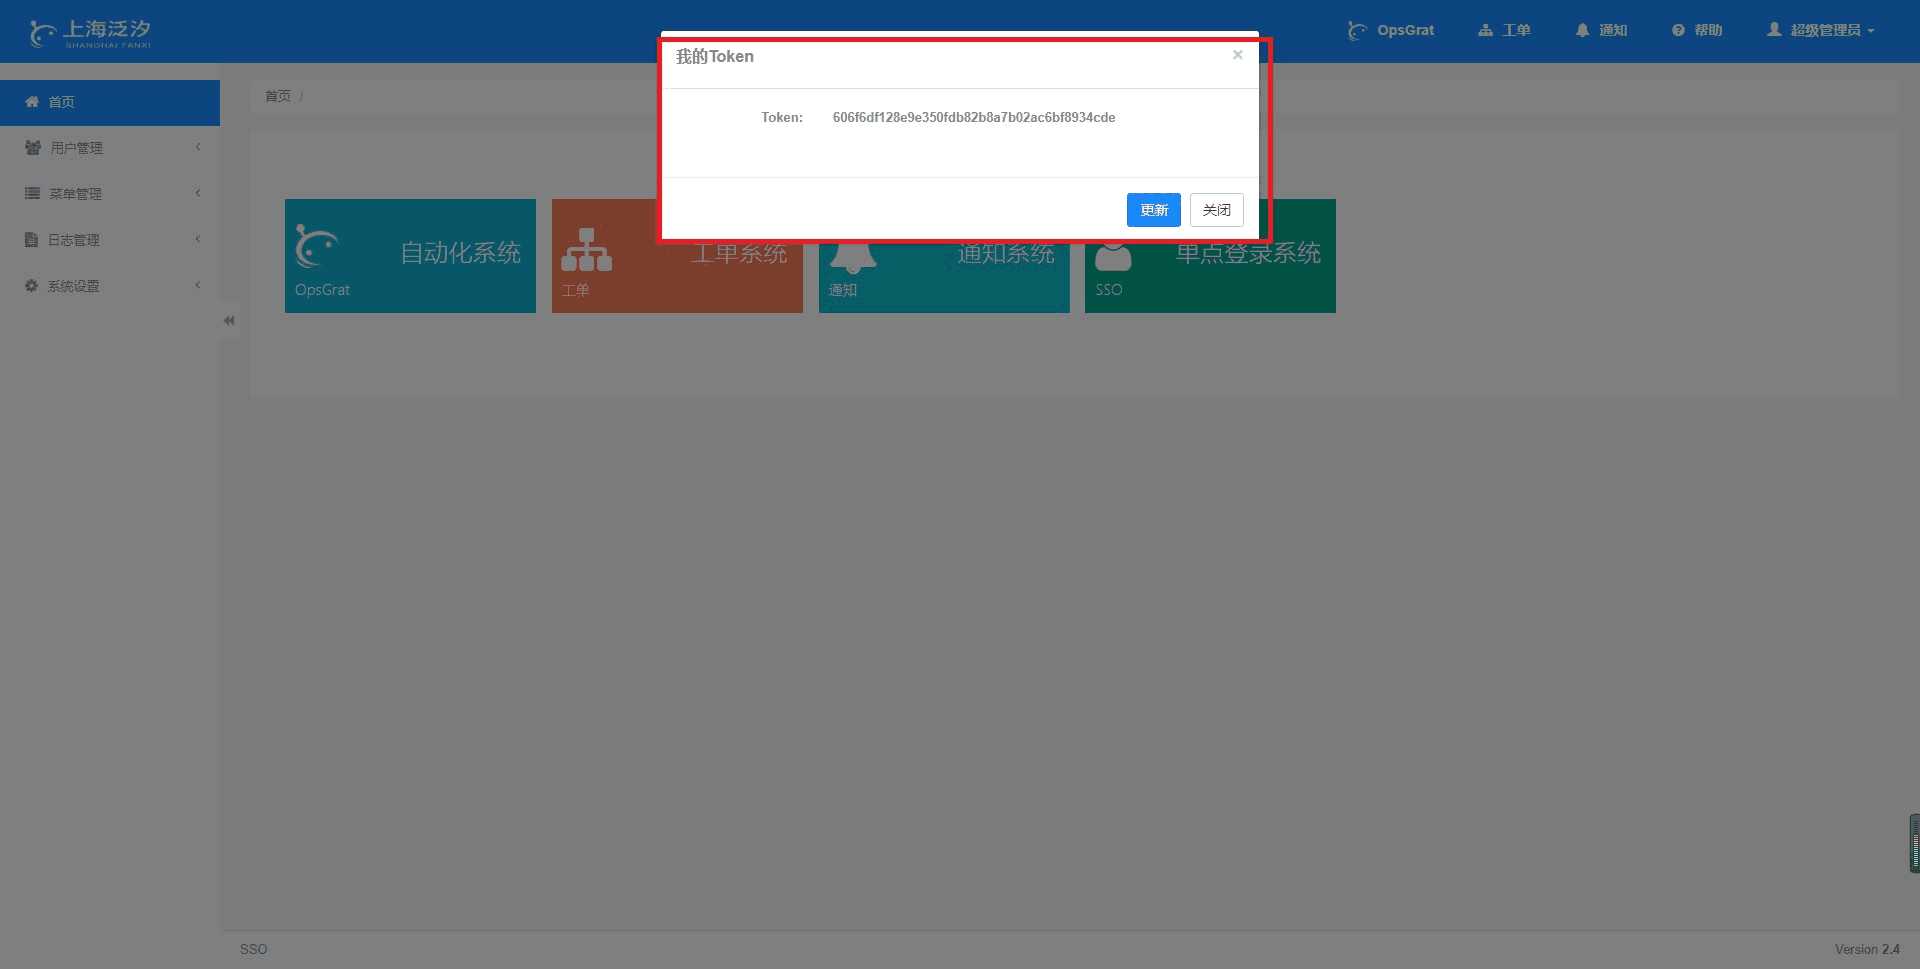 上海泛汐
SHANGHAI FANXI
OpsGrat
工单
通知
帮助
超级管理员
我的Token
×
Token: 606f6df128e9e350fdb82b8a7b02ac6bf8934cde
更新
关闭
首页
用户管理
菜单管理
日志管理
系统设置
首页 /
自动化系统
OpsGrat
工单系统
工单
通知系统
通知
单点登录系统
SSO
SSO
Version 2.4